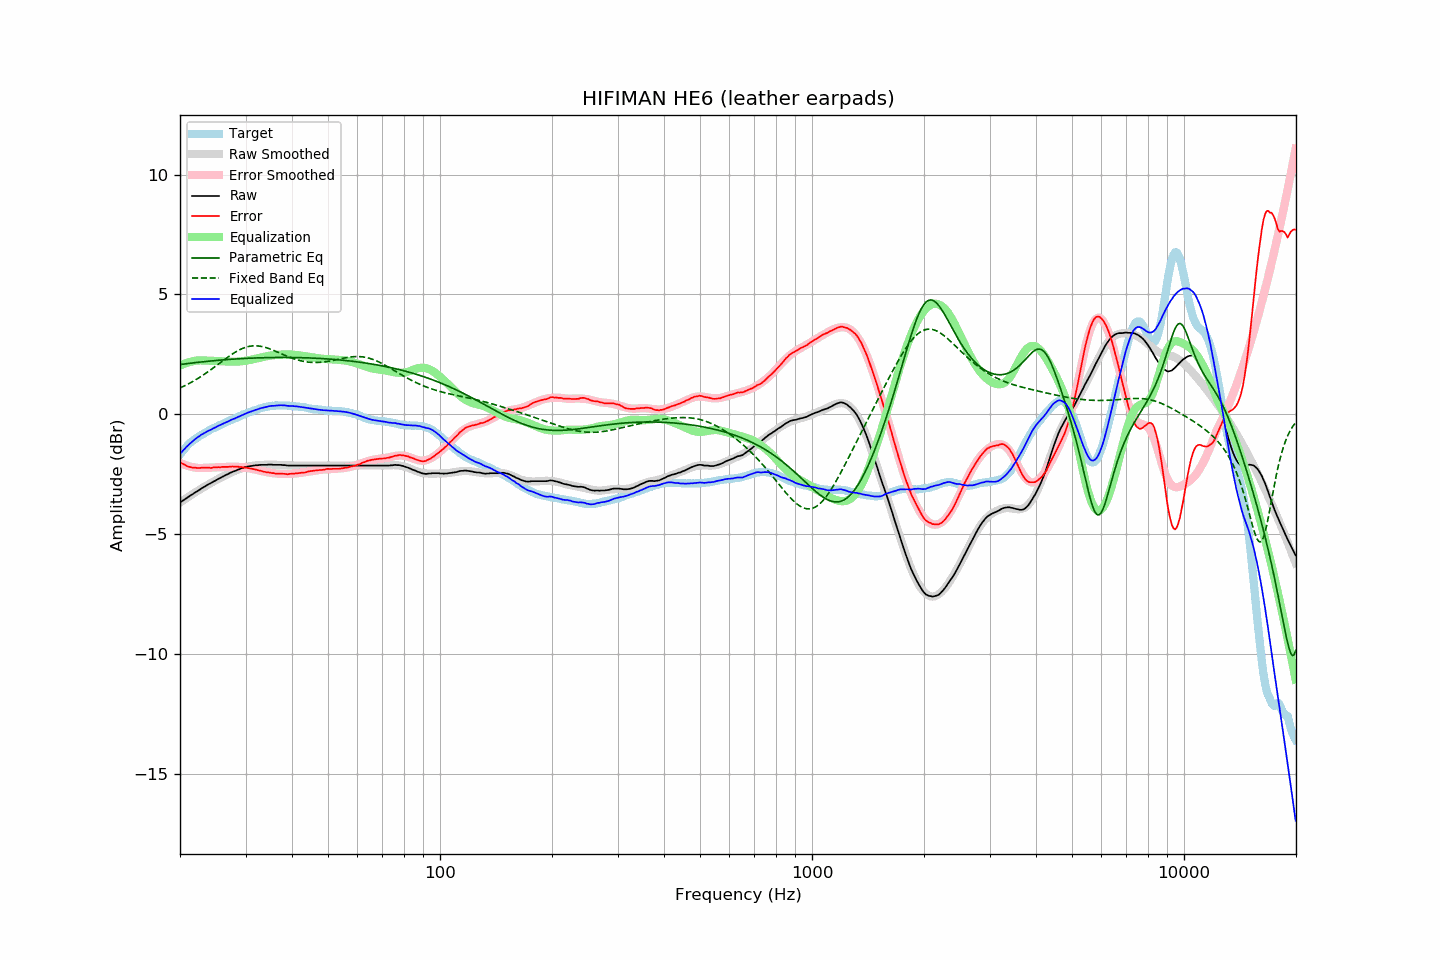 HIFIMAN HE6 (leather earpads)
Target
Raw Smoothed
Error Smoothed
Raw
Error
Equalization
Parametric Eq
Fixed Band Eq
Equalized
10
5
0
−5
−10
−15
Amplitude (dBr)
100
1000
10000
Frequency (Hz)